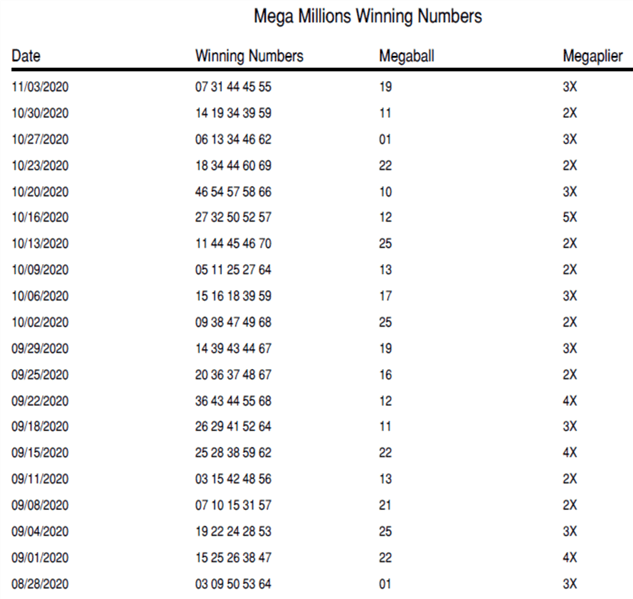 Mega Millions Winning Numbers
Date Winning Numbers Megaball Megaplier
11/03/2020 07 31 44 45 55 19 3X
10/30/2020 14 19 34 39 59 11 2X
10/27/2020 06 13 34 46 62 01 3X
10/23/2020 18 34 44 60 69 22 2X
10/20/2020 46 54 57 58 66 10 3X
10/16/2020 27 32 50 52 57 12 5X
10/13/2020 11 44 45 46 70 25 2X
10/09/2020 05 11 25 27 64 13 2X
10/06/2020 15 16 18 39 59 17 3X
10/02/2020 09 38 47 49 68 25 2X
09/29/2020 14 39 43 44 67 19 3X
09/25/2020 20 36 37 48 67 16 2X
09/22/2020 36 43 44 55 68 12 4X
09/18/2020 26 29 41 52 64 11 3X
09/15/2020 25 28 38 59 62 22 4X
09/11/2020 03 15 42 48 56 13 2X
09/08/2020 07 10 15 31 57 21 2X
09/04/2020 19 22 24 28 53 25 3X
09/01/2020 15 25 26 38 47 22 4X
08/28/2020 03 09 50 53 64 01 3X